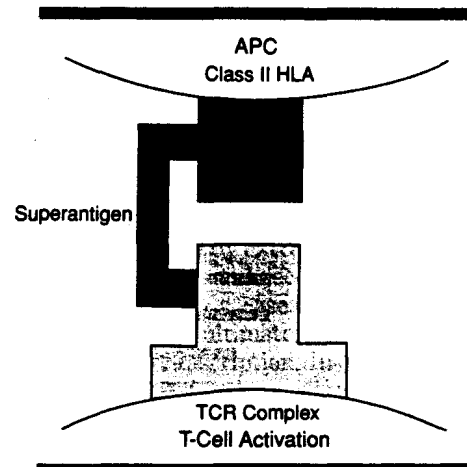 APC
Class II HLA
Superantigen
TCR Complex
T-Cell Activation